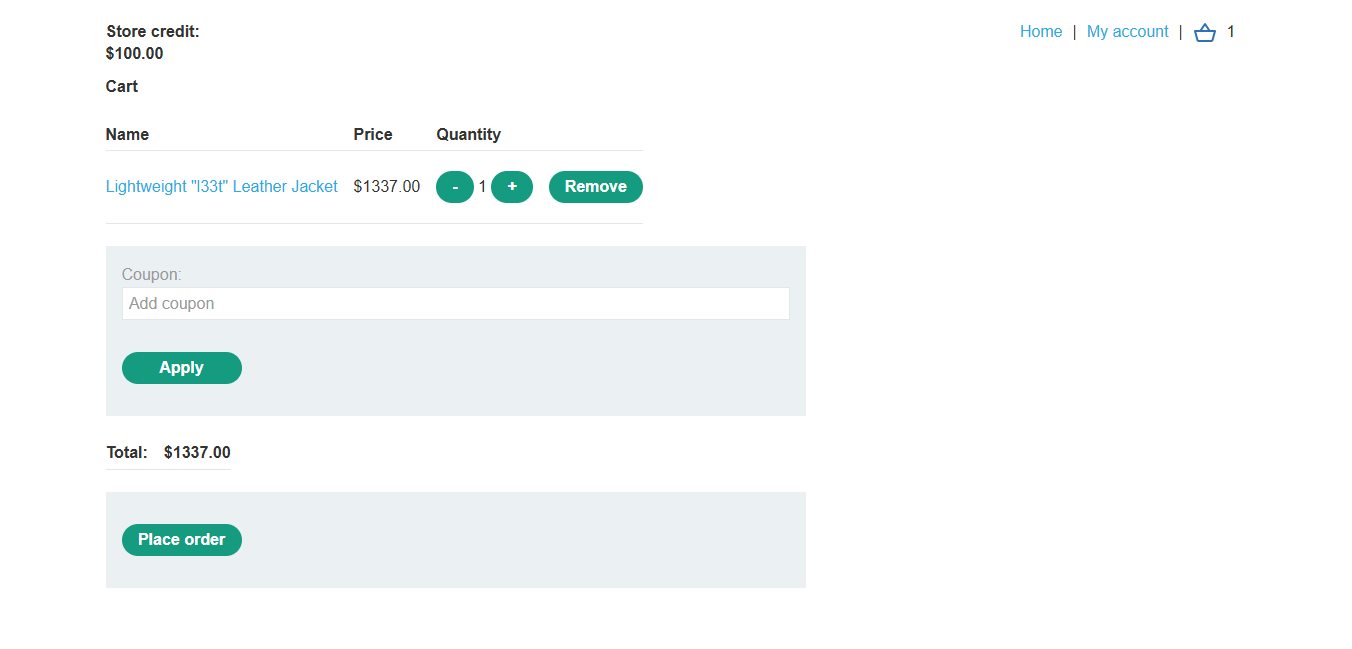 Store credit:
$100.00
Home | My account | 1
Cart
Name Price Quantity
Lightweight "l33t" Leather Jacket $1337.00 - 1 + Remove
Coupon:
Add coupon
Apply
Total: $1337.00
Place order